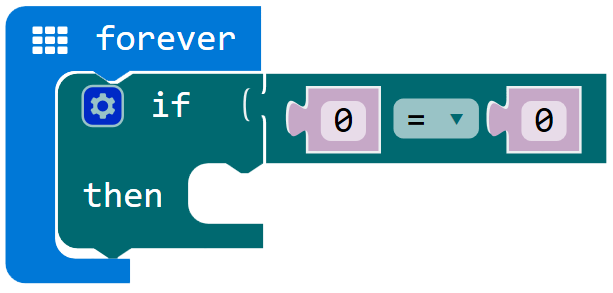 forever
if 0 = ▼ 0
then